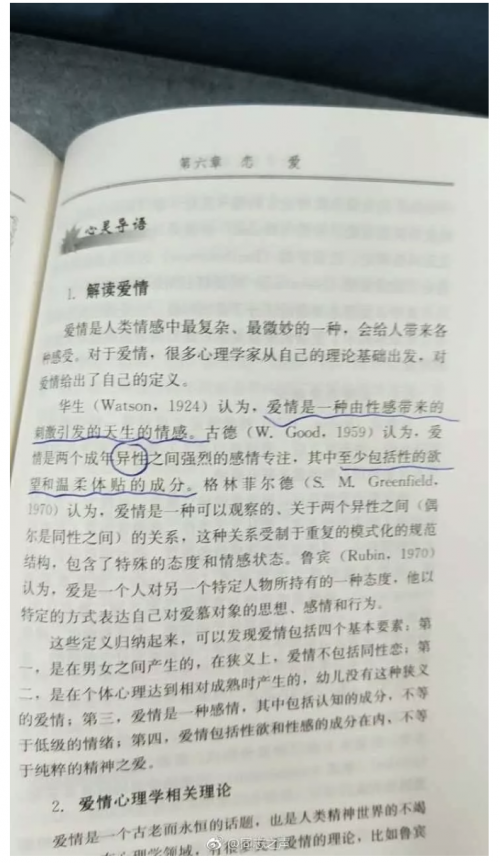 第六章 恋 爱
心灵导语
1. 解读爱情
爱情是人类情感中最复杂、最微妙的一种，会给人带来各
种感受。对于爱情，很多心理学家从自己的理论基础出发，对
爱情给出了自己的定义。
华生（Watson，1924）认为，爱情是一种由性感带来的
刺激引发的天生的情感。古德（W. Good，1959）认为，爱
情是两个成年异性之间强烈的感情专注，其中至少包括性的欲
望和温柔体贴的成分。格林菲尔德（S. M. Greenfield，
1970）认为，爱情是一种可以观察的、关于两个异性之间（偶
尔是同性之间）的关系，这种关系受制于重复的模式化的规范
结构，包含了特殊的态度和情感状态。鲁宾（Rubin，1970）
认为，爱是一个人对另一个特定人物所持有的一种态度，他以
特定的方式表达自己对爱慕对象的思想、感情和行为。
这些定义归纳起来，可以发现爱情包括四个基本要素：第
一，是在男女之间产生的，在狭义上，爱情不包括同性恋；第
二，是在个体心理达到相对成熟时产生的，幼儿没有这种狭义
的爱情；第三，爱情是一种感情，其中包括认知的成分，不等
于低级的情绪；第四，爱情包括性欲和性感的成分在内、不等
于纯粹的精神之爱。
2. 爱情心理学相关理论
爱情是一个古老而永恒的话题，也是人类精神世界的不竭
在心理学领域，有很多关于爱情的理论，比如鲁宾